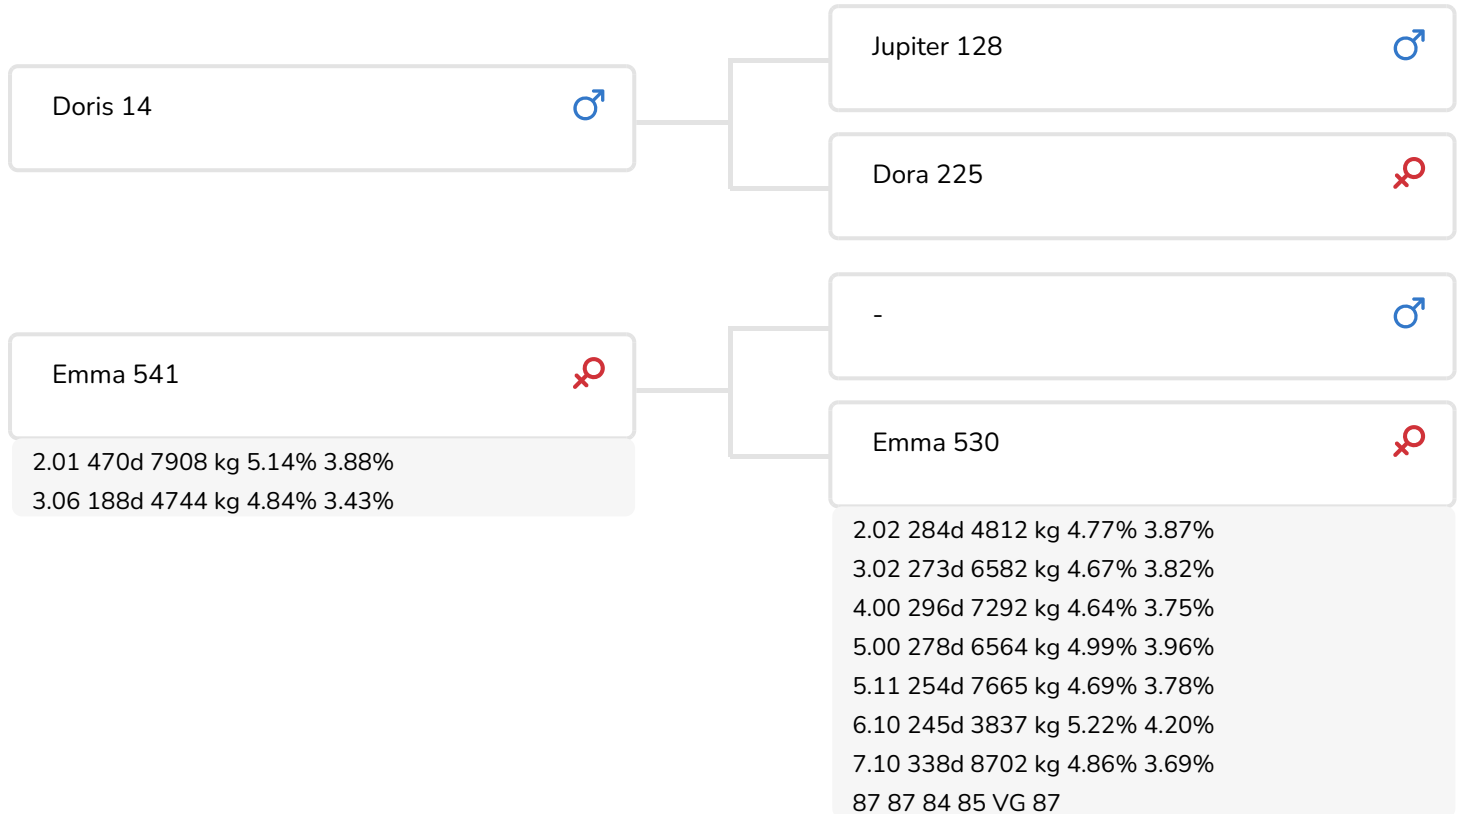 Jupiter 128
Doris 14
Dora 225
-
Emma 541
2.01 470d 7908 kg 5.14% 3.88%
3.06 188d 4744 kg 4.84% 3.43%
Emma 530
2.02 284d 4812 kg 4.77% 3.87%
3.02 273d 6582 kg 4.67% 3.82%
4.00 296d 7292 kg 4.64% 3.75%
5.00 278d 6564 kg 4.99% 3.96%
5.11 254d 7665 kg 4.69% 3.78%
6.10 245d 3837 kg 5.22% 4.20%
7.10 338d 8702 kg 4.86% 3.69%
87 87 84 85 VG 87